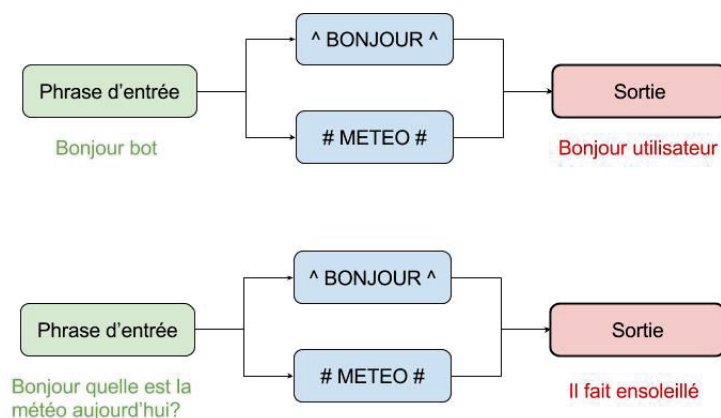 ^ BONJOUR ^
Phrase d'entrée
Sortie
# METEO #
Bonjour bot
Bonjour utilisateur
^ BONJOUR ^
Phrase d'entrée
Sortie
# METEO #
Bonjour quelle est la
météo aujourd'hui?
Il fait ensoleillé